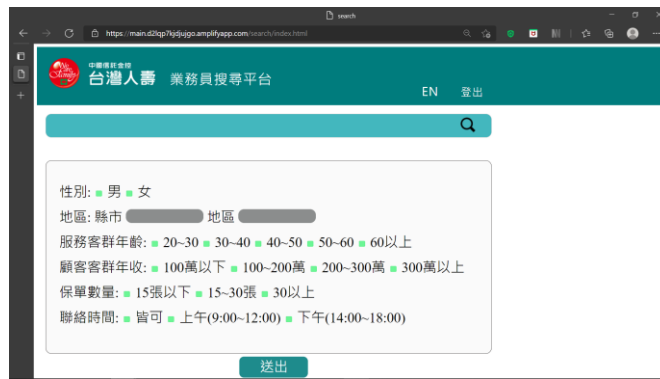 search
https://main.d2lqp7kjdjujgo.amplifyapp.com/search/index.html
中國信託金控
台灣人壽 業務員搜尋平台
EN 登出
性別: 男 女
地區: 縣市 地區
服務客群年齡: 20~30 30~40 40~50 50~60 60以上
顧客客群年收: 100萬以下 100~200萬 200~300萬 300萬以上
保單數量: 15張以下 15~30張 30以上
聯絡時間: 皆可 上午(9:00~12:00) 下午(14:00~18:00)
送出